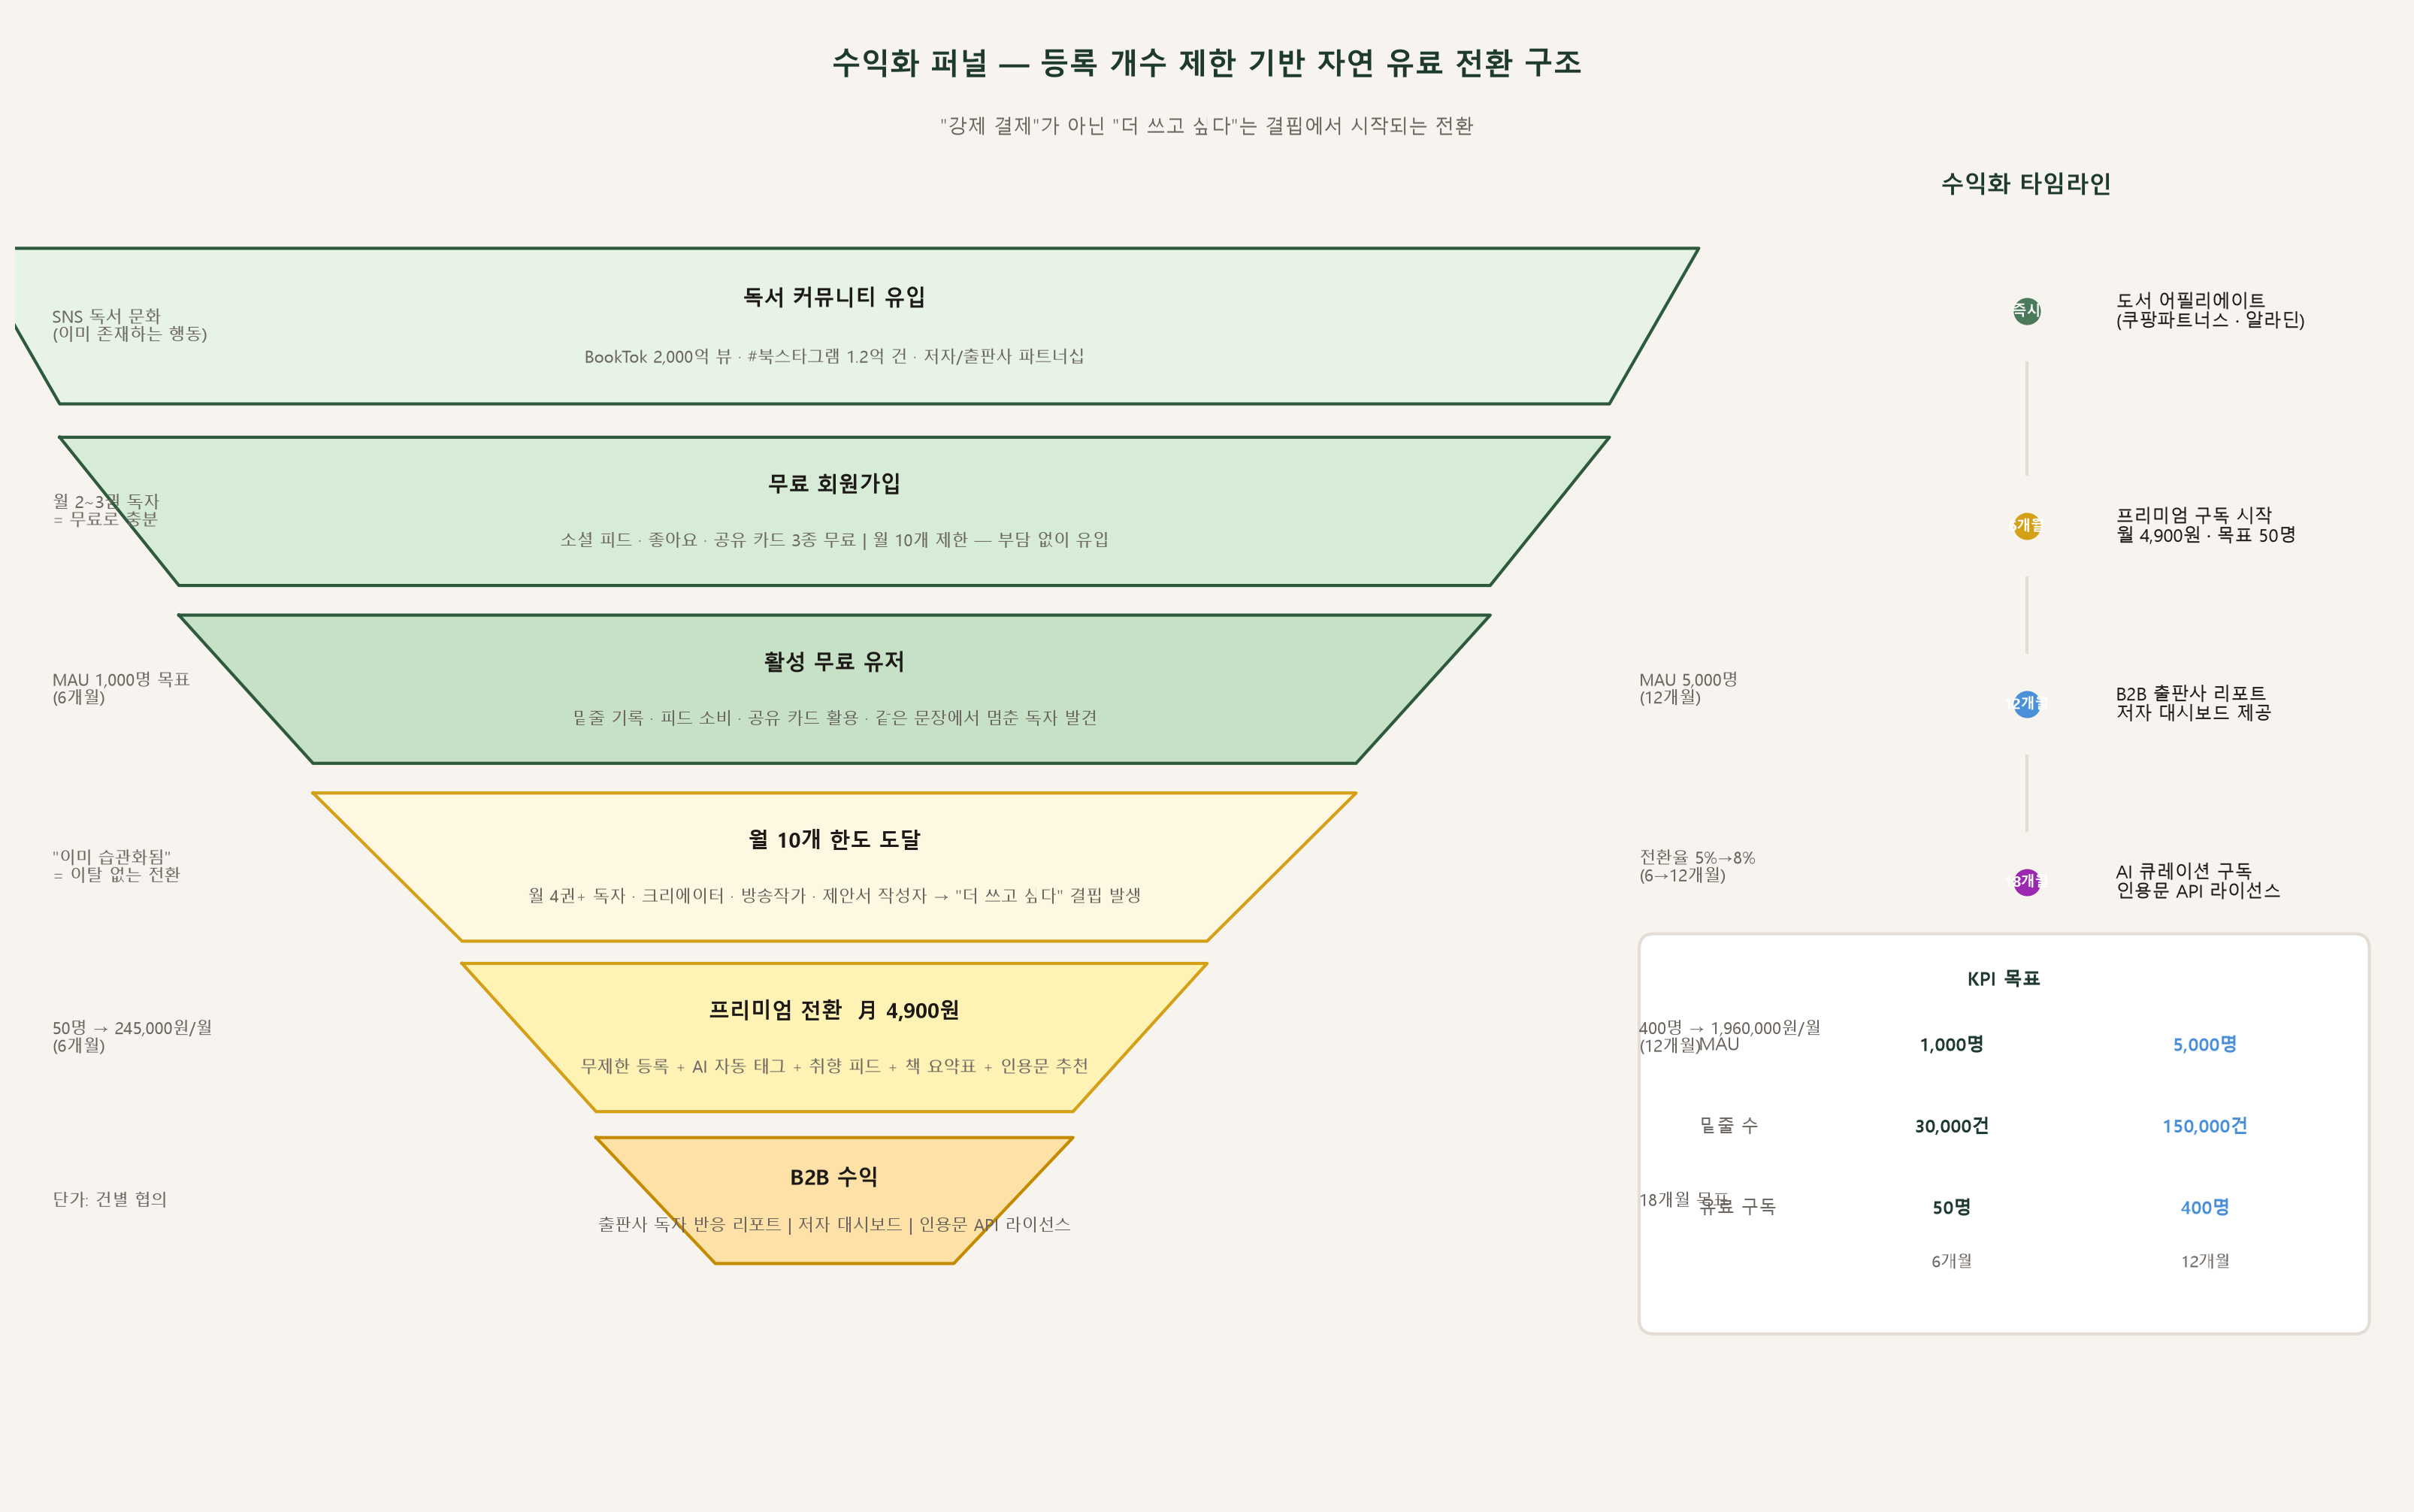 수익화 퍼널 — 등록 개수 제한 기반 자연 유료 전환 구조
"강제 결제"가 아닌 "더 쓰고 싶다"는 결핍에서 시작되는 전환
독서 커뮤니티 유입
BookTok 2,000억 뷰 · #북스타그램 1.2억 건 · 저자/출판사 파트너십
SNS 독서 문화
(이미 존재하는 행동)
무료 회원가입
소셜 피드 · 좋아요 · 공유 카드 3종 무료 | 월 10개 제한 — 부담 없이 유입
월 2~3권 독자
= 무료로 충분
활성 무료 유저
밑줄 기록 · 피드 소비 · 공유 카드 활용 · 같은 문장에서 멈춘 독자 발견
MAU 1,000명 목표
(6개월)
MAU 5,000명
(12개월)
월 10개 한도 도달
월 4권+ 독자 · 크리에이터 · 방송작가 · 제안서 작성자 → "더 쓰고 싶다" 결핍 발생
"이미 습관화됨"
= 이탈 없는 전환
전환율 5%→8%
(6→12개월)
프리미엄 전환 月 4,900원
무제한 등록 + AI 자동 태그 + 취향 피드 + 책 요약표 + 인용문 추천
50명 → 245,000원/월
(6개월)
400명 → 1,960,000원/월
(12개월)
B2B 수익
출판사 독자 반응 리포트 | 저자 대시보드 | 인용문 API 라이선스
단가: 건별 협의
18개월 목표
수익화 타임라인
즉시
도서 어필리에이트
(쿠팡파트너스 · 알라딘)
6개월
프리미엄 구독 시작
월 4,900원 · 목표 50명
12개월
B2B 출판사 리포트
저자 대시보드 제공
18개월
AI 큐레이션 구독
인용문 API 라이선스
KPI 목표
MAU 1,000명 5,000명
밑줄 수 30,000건 150,000건
유료 구독 50명 400명
6개월 12개월